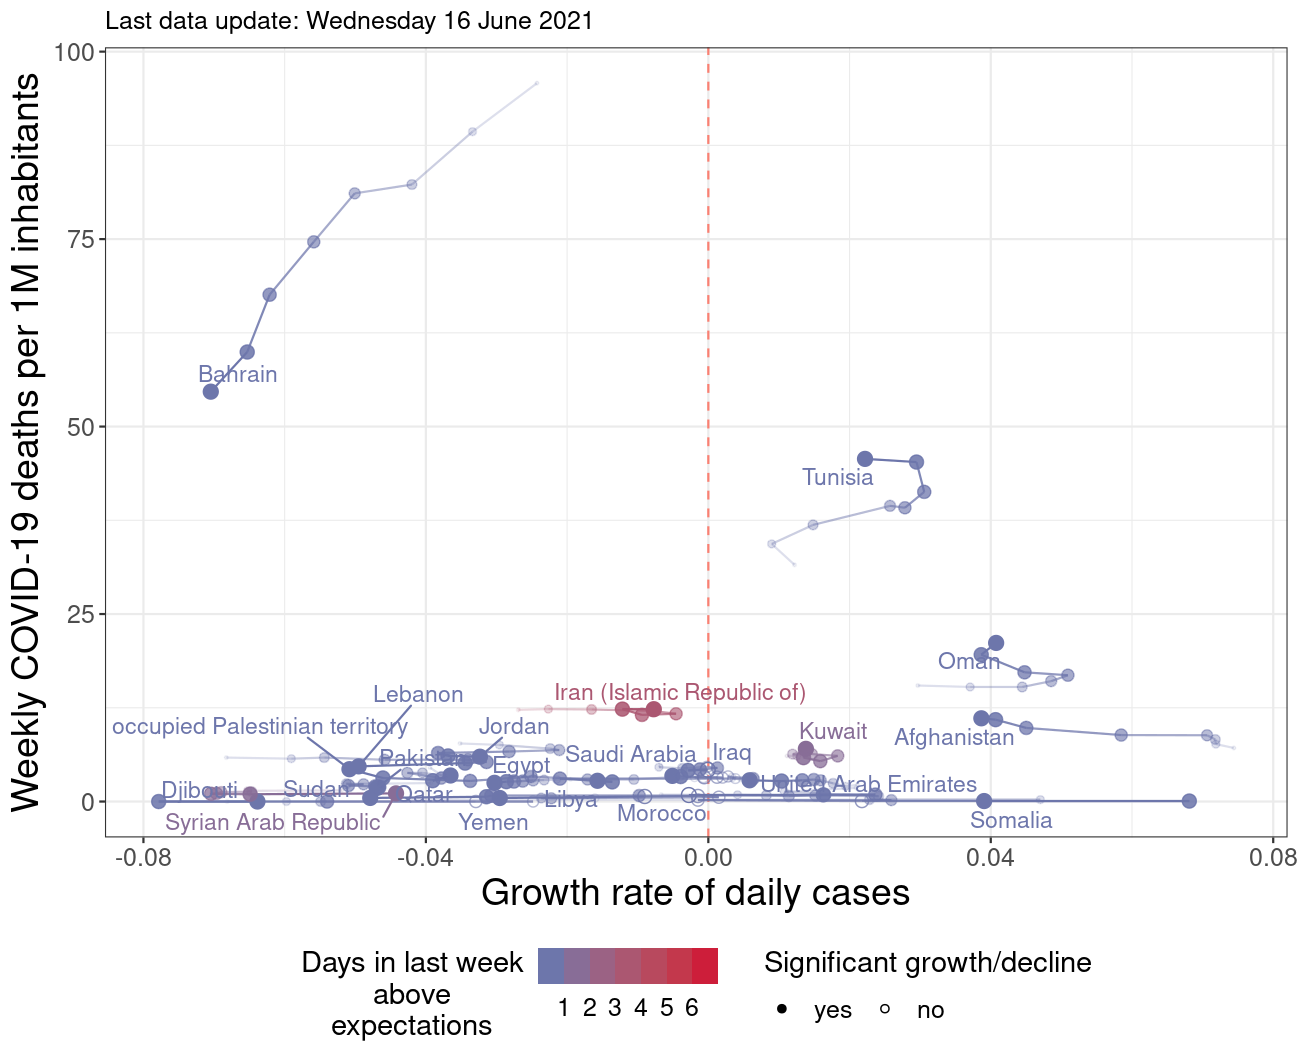 Last data update: Wednesday 16 June 2021
Weekly COVID-19 deaths per 1M inhabitants
100
75
50
25
0
Bahrain
Tunisia
Oman
Lebanon
Iran (Islamic Republic of)
occupied Palestinian territory
Jordan
Kuwait
Afghanistan
Pakistan
Egypt
Saudi Arabia
Iraq
Djibouti
Sudan
Qatar
Libya
United Arab Emirates
Syrian Arab Republic
Yemen
Morocco
Somalia
-0.08
-0.04
0.00
0.04
0.08
Growth rate of daily cases
Days in last week
above
expectations
1 2 3 4 5 6
Significant growth/decline
yes
no